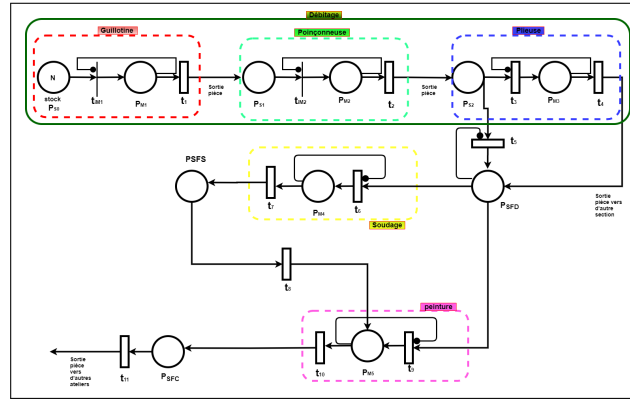 Débitage
Guillotine
Poinçonneuse
Plieuse
N
stock
PS0
tIM1
PM1
t1
Sortie
pièce
PS1
tIM2
PM2
t2
Sortie
pièce
PS2
t3
PM3
t4
t5
PSFS
t7
PM4
t6
Soudage
PSFD
Sortie
pièce vers
d'autre
section
t8
peinture
Sortie
pièce
vers
d'autres
ateliers
t11
PSFC
t10
PM5
t9